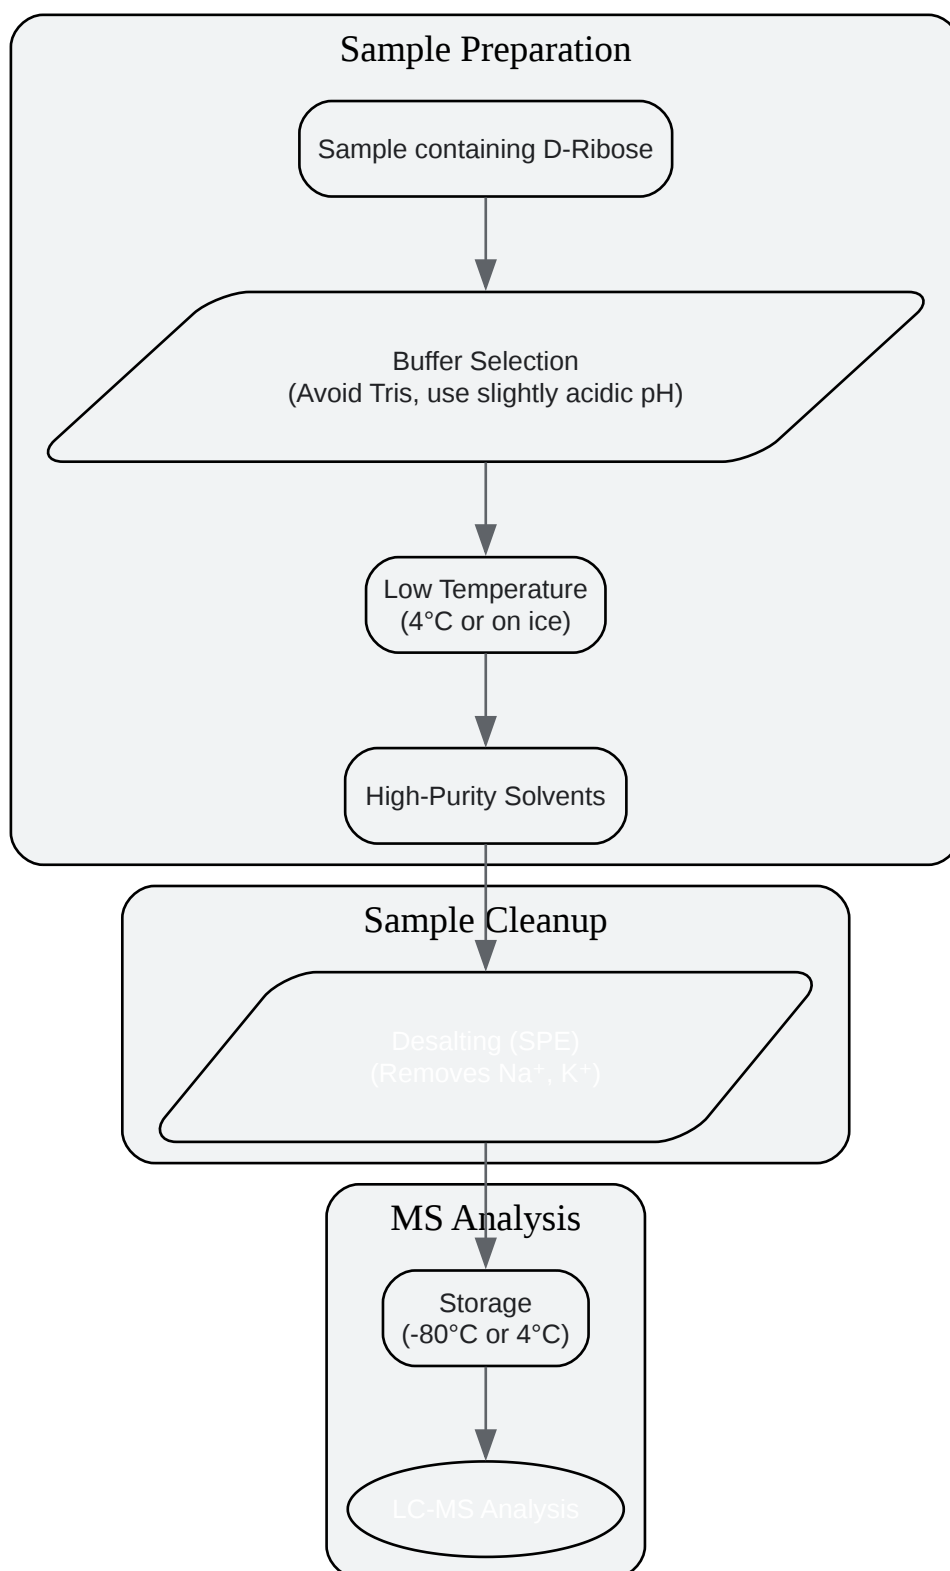 Sample Preparation
Sample containing D-Ribose
Buffer Selection
(Avoid Tris, use slightly acidic pH)
Low Temperature
(4°C or on ice)
High-Purity Solvents
Sample Cleanup
Desalting (SPE)
(Removes Na⁺, K⁺)
MS Analysis
Storage
(-80°C or 4°C)
LC-MS Analysis